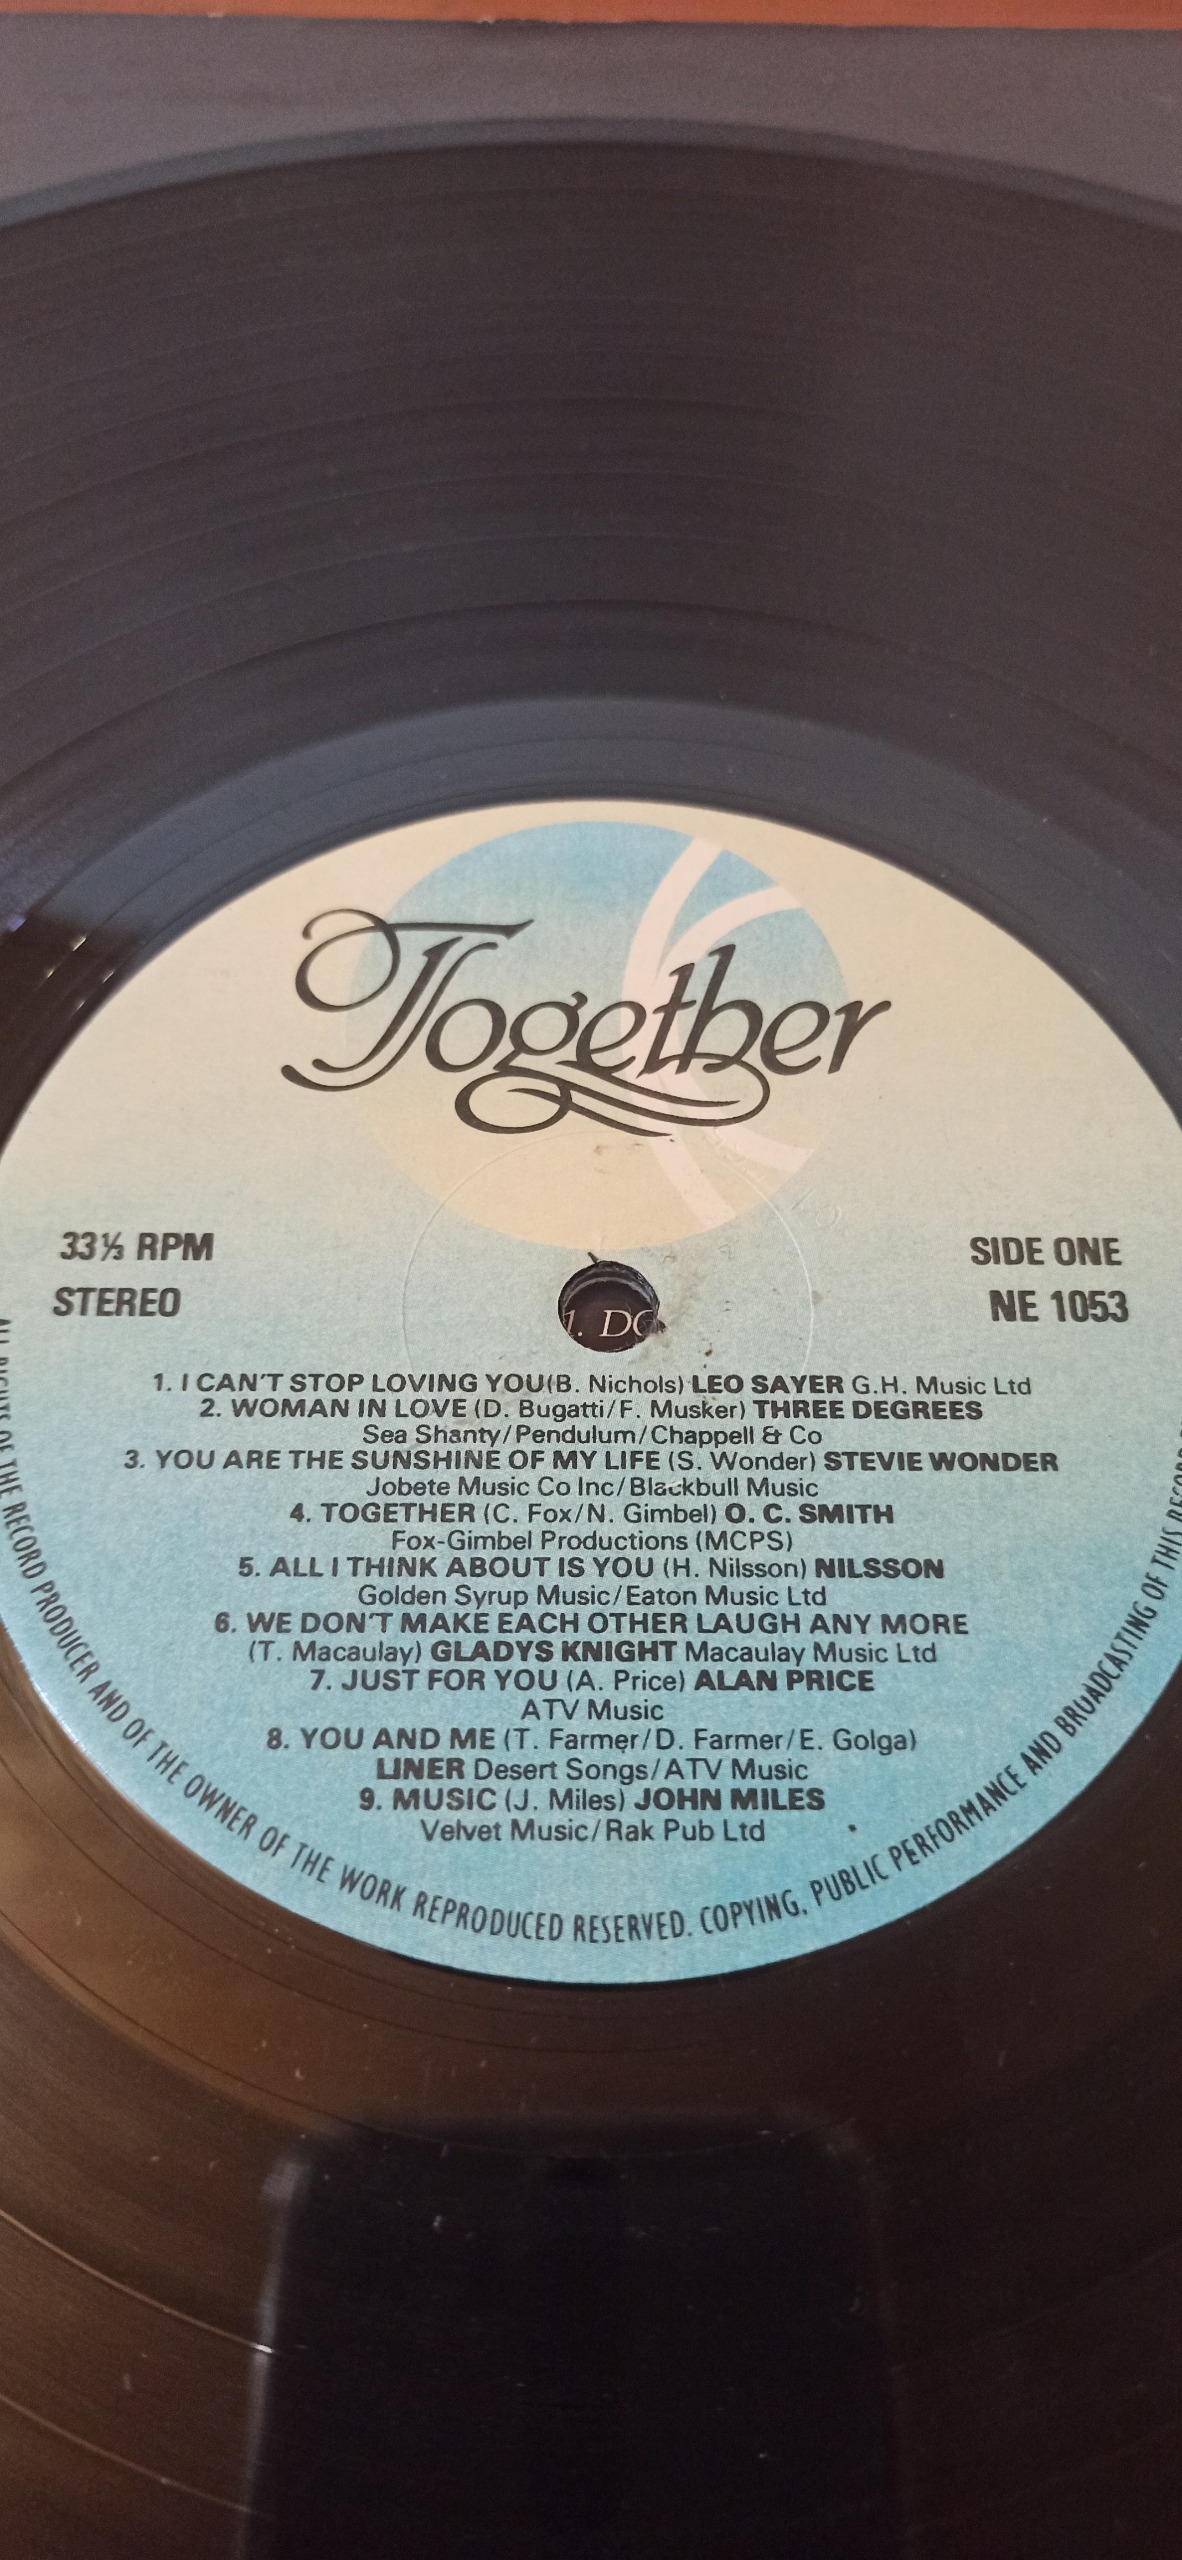 Together
33⅓ RPM
STEREO
SIDE ONE
NE 1053
1. DO
1. I CAN'T STOP LOVING YOU(B. Nichols) LEO SAYER G.H. Music Ltd
2. WOMAN IN LOVE (D. Bugatti/F. Musker) THREE DEGREES
Sea Shanty/Pendulum/Chappell & Co
3. YOU ARE THE SUNSHINE OF MY LIFE (S. Wonder) STEVIE WONDER
Jobete Music Co Inc/Blackbull Music
4. TOGETHER (C. Fox/N. Gimbel) O. C. SMITH
Fox-Gimbel Productions (MCPS)
5. ALL I THINK ABOUT IS YOU (H. Nilsson) NILSSON
Golden Syrup Music/Eaton Music Ltd
6. WE DON'T MAKE EACH OTHER LAUGH ANY MORE
(T. Macaulay) GLADYS KNIGHT Macaulay Music Ltd
7. JUST FOR YOU (A. Price) ALAN PRICE
ATV Music
8. YOU AND ME (T. Farmer/D. Farmer/E. Golga)
LINER Desert Songs/ATV Music
9. MUSIC (J. Miles) JOHN MILES
Velvet Music/Rak Pub Ltd
OF THE RECORD PRODUCER AND OF THE OWNER OF THE WORK REPRODUCED RESERVED. COPYING, PUBLIC PERFORMANCE AND BROADCASTING OF THIS RECORD